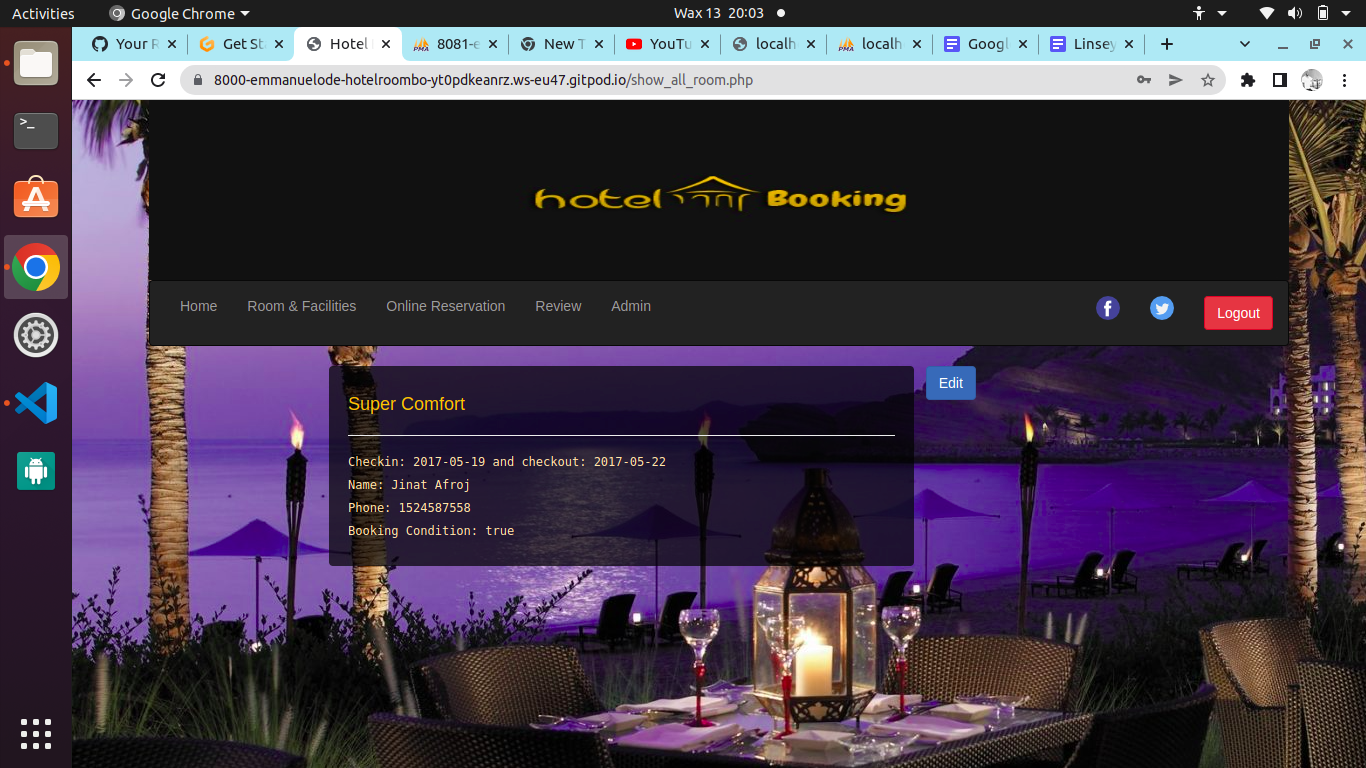 Activities
Google Chrome
Wax 13 20:03
Your R
Get Sta
Hotel
8081-e
New T
YouTu
localh
localh
Googl
Linsey
8000-emmanuelode-hotelroombo-yt0pdkeanrz.ws-eu47.gitpod.io/show_all_room.php
hotel Booking
Home
Room & Facilities
Online Reservation
Review
Admin
Logout
Super Comfort
Edit
Checkin: 2017-05-19 and checkout: 2017-05-22
Name: Jinat Afroj
Phone: 1524587558
Booking Condition: true